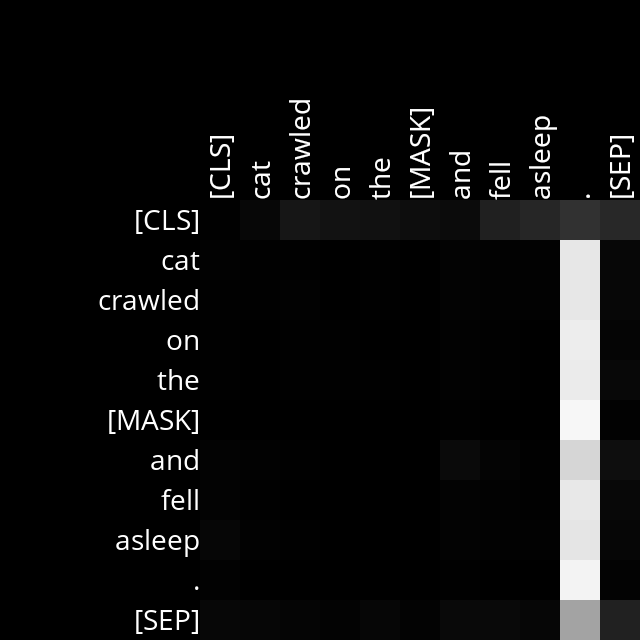 [CLS] cat crawled on the [MASK] and fell asleep . [SEP]
[CLS]
cat
crawled
on
the
[MASK]
and
fell
asleep
.
[SEP]